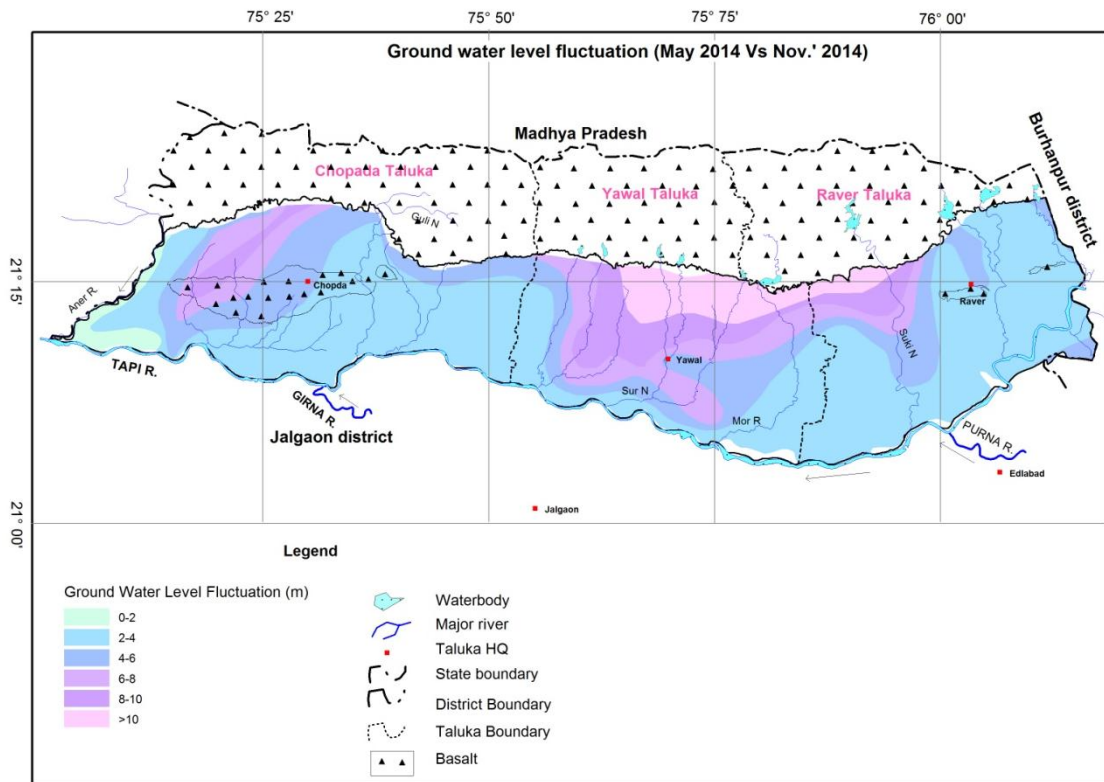 75° 25'
75° 50'
75° 75'
76° 00'
Ground water level fluctuation (May 2014 Vs Nov.' 2014)
Madhya Pradesh
Burhanpur district
Chopada Taluka
Yawal Taluka
Raver Taluka
Guli N
21° 15'
Aner R.
Chopda
Raver
Suki N
Yawal
TAPI R.
Sur N
Mor R
GIRNA R.
PURNA R.
Jalgaon district
Edlabad
Jalgaon
21° 00'
Legend
Ground Water Level Fluctuation (m)
0-2
2-4
4-6
6-8
8-10
>10
Waterbody
Major river
Taluka HQ
State boundary
District Boundary
Taluka Boundary
Basalt